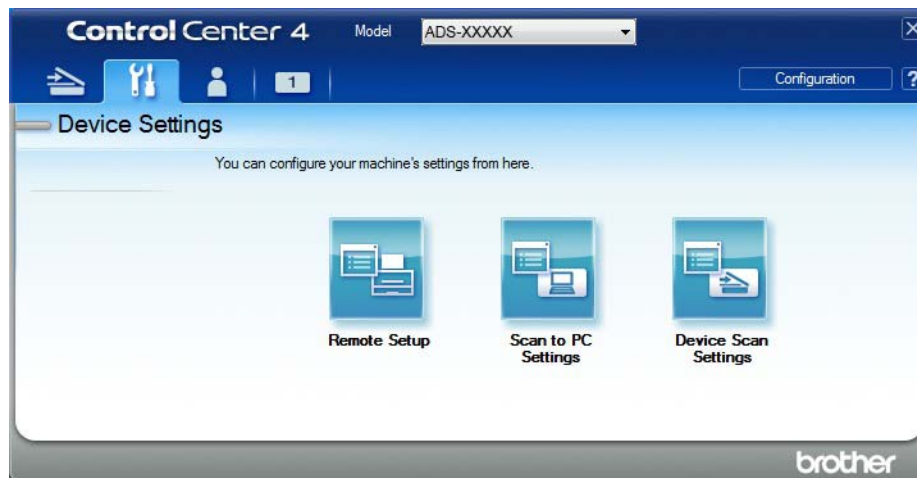 Control Center 4
Model
ADS-XXXXX
1
Configuration
?
Device Settings
You can configure your machine's settings from here.
Remote Setup
Scan to PC
Settings
Device Scan
Settings
brother